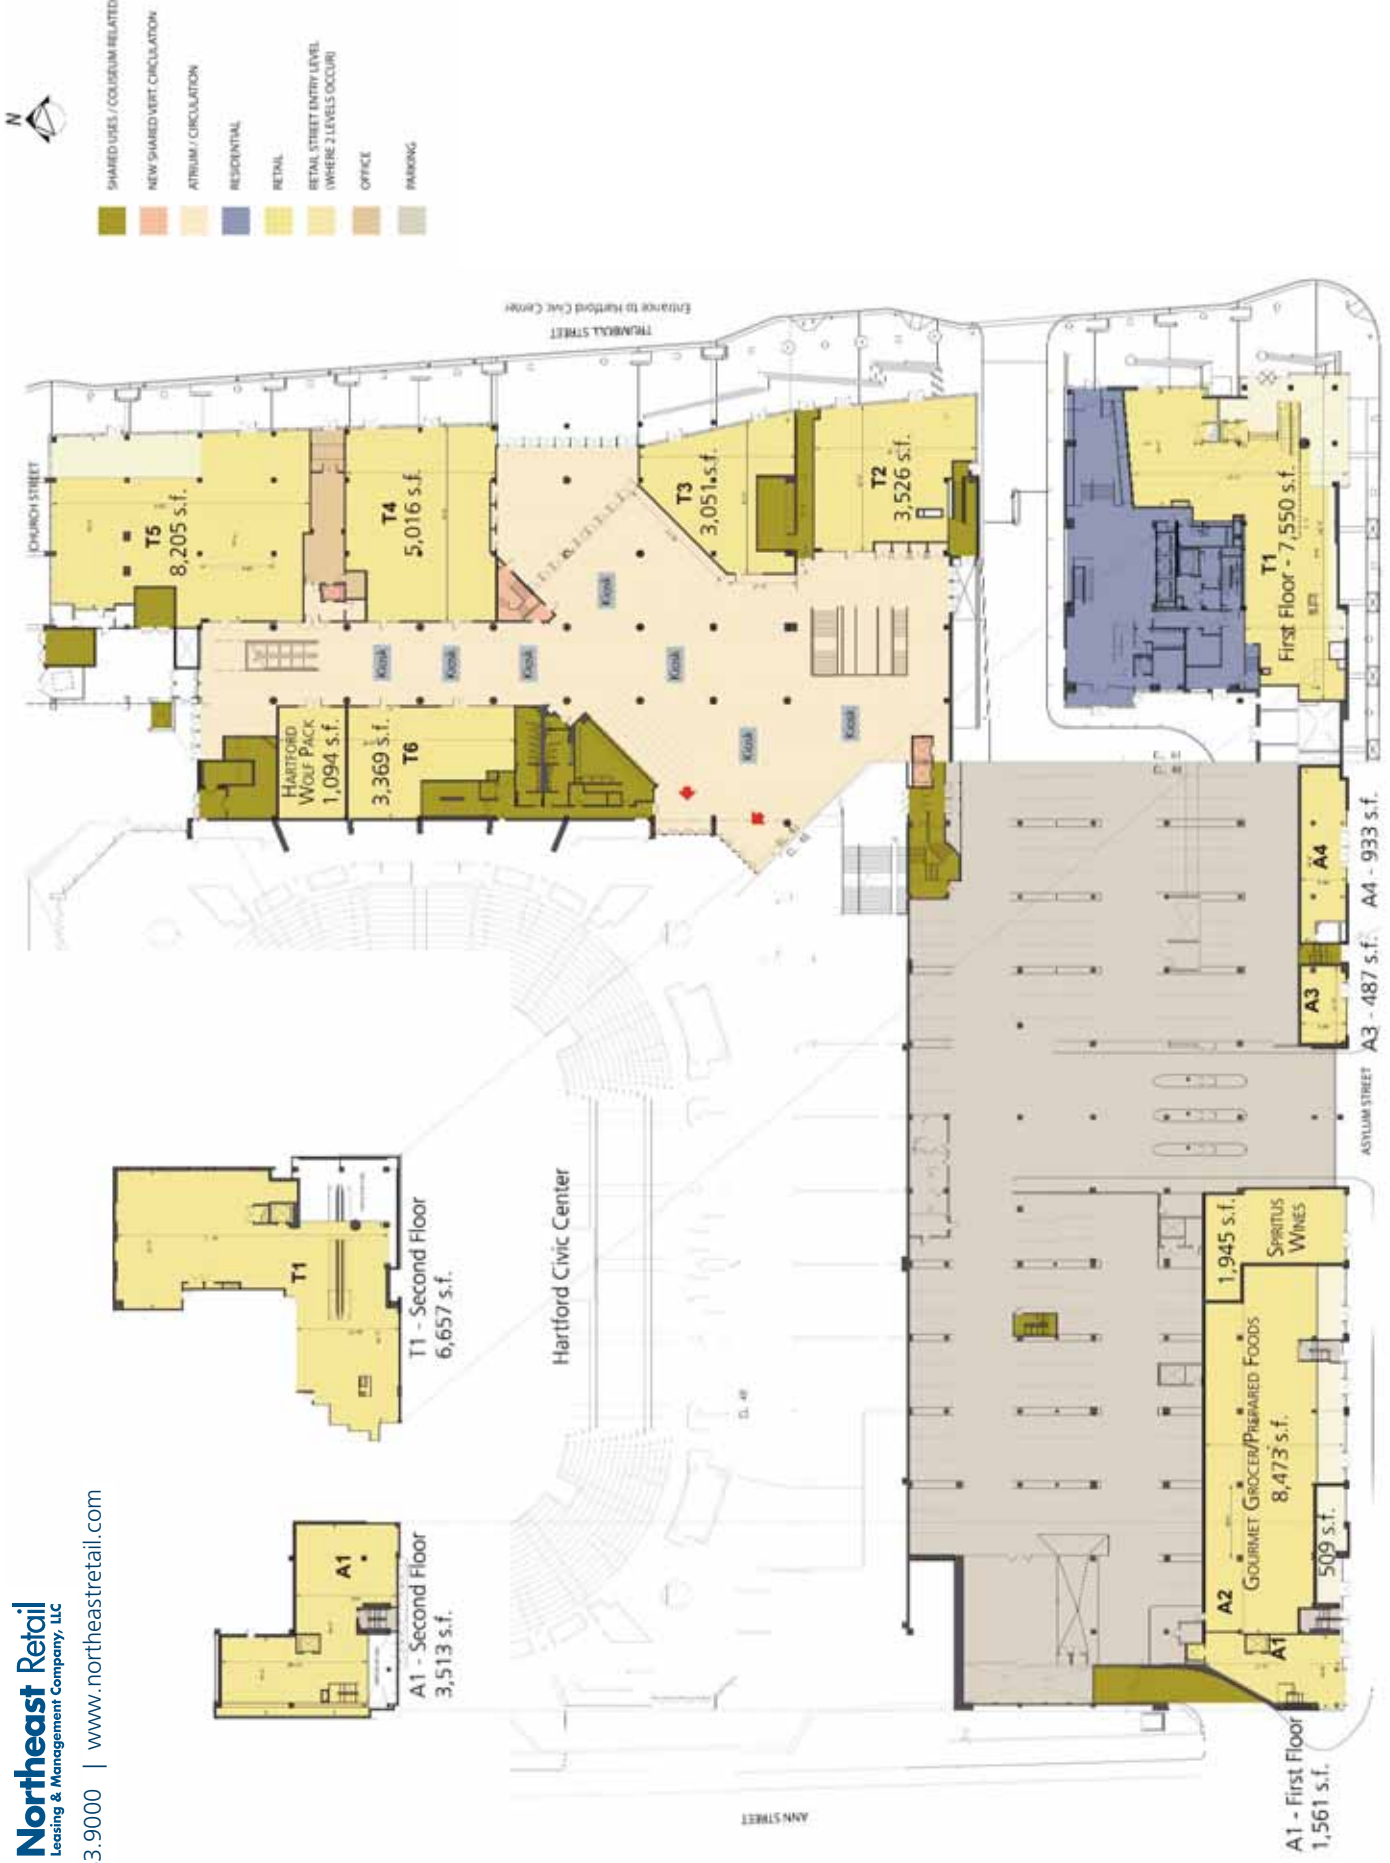 Northeast Retail
Leasing & Management Company, LLC
3.9000 | www.northeastretail.com
N
SHARED USES / COLISEUM RELATED
NEW SHARED VERT. CIRCULATION
ATRIUM / CIRCULATION
RESIDENTIAL
RETAIL
RETAIL STREET ENTRY LEVEL
(WHERE 2 LEVELS OCCUR)
OFFICE
PARKING
CHURCH STREET
TRUMBULL STREET
Entrance to Hartford Civic Center
T5
8,205 s.f.
T4
5,016 s.f.
T3
3,051 s.f.
T2
3,526 s.f.
Kiosk
Kiosk
Kiosk
Kiosk
Kiosk
Kiosk
Kiosk
HARTFORD
WOLF PACK
1,094 s.f.
3,369 s.f.
T6
T1
First Floor - 7,550 s.f.
A4
A4 - 933 s.f.
A3
A3 - 487 s.f.
ASYLUM STREET
T1
T1 - Second Floor
6,657 s.f.
Hartford Civic Center
A1
A1 - Second Floor
3,513 s.f.
1,945 s.f.
SPIRITUS
WINES
GOURMET GROCER/PREPARED FOODS
8,473 s.f.
A2
509 s.f.
A1
A1 - First Floor
1,561 s.f.
ANN STREET